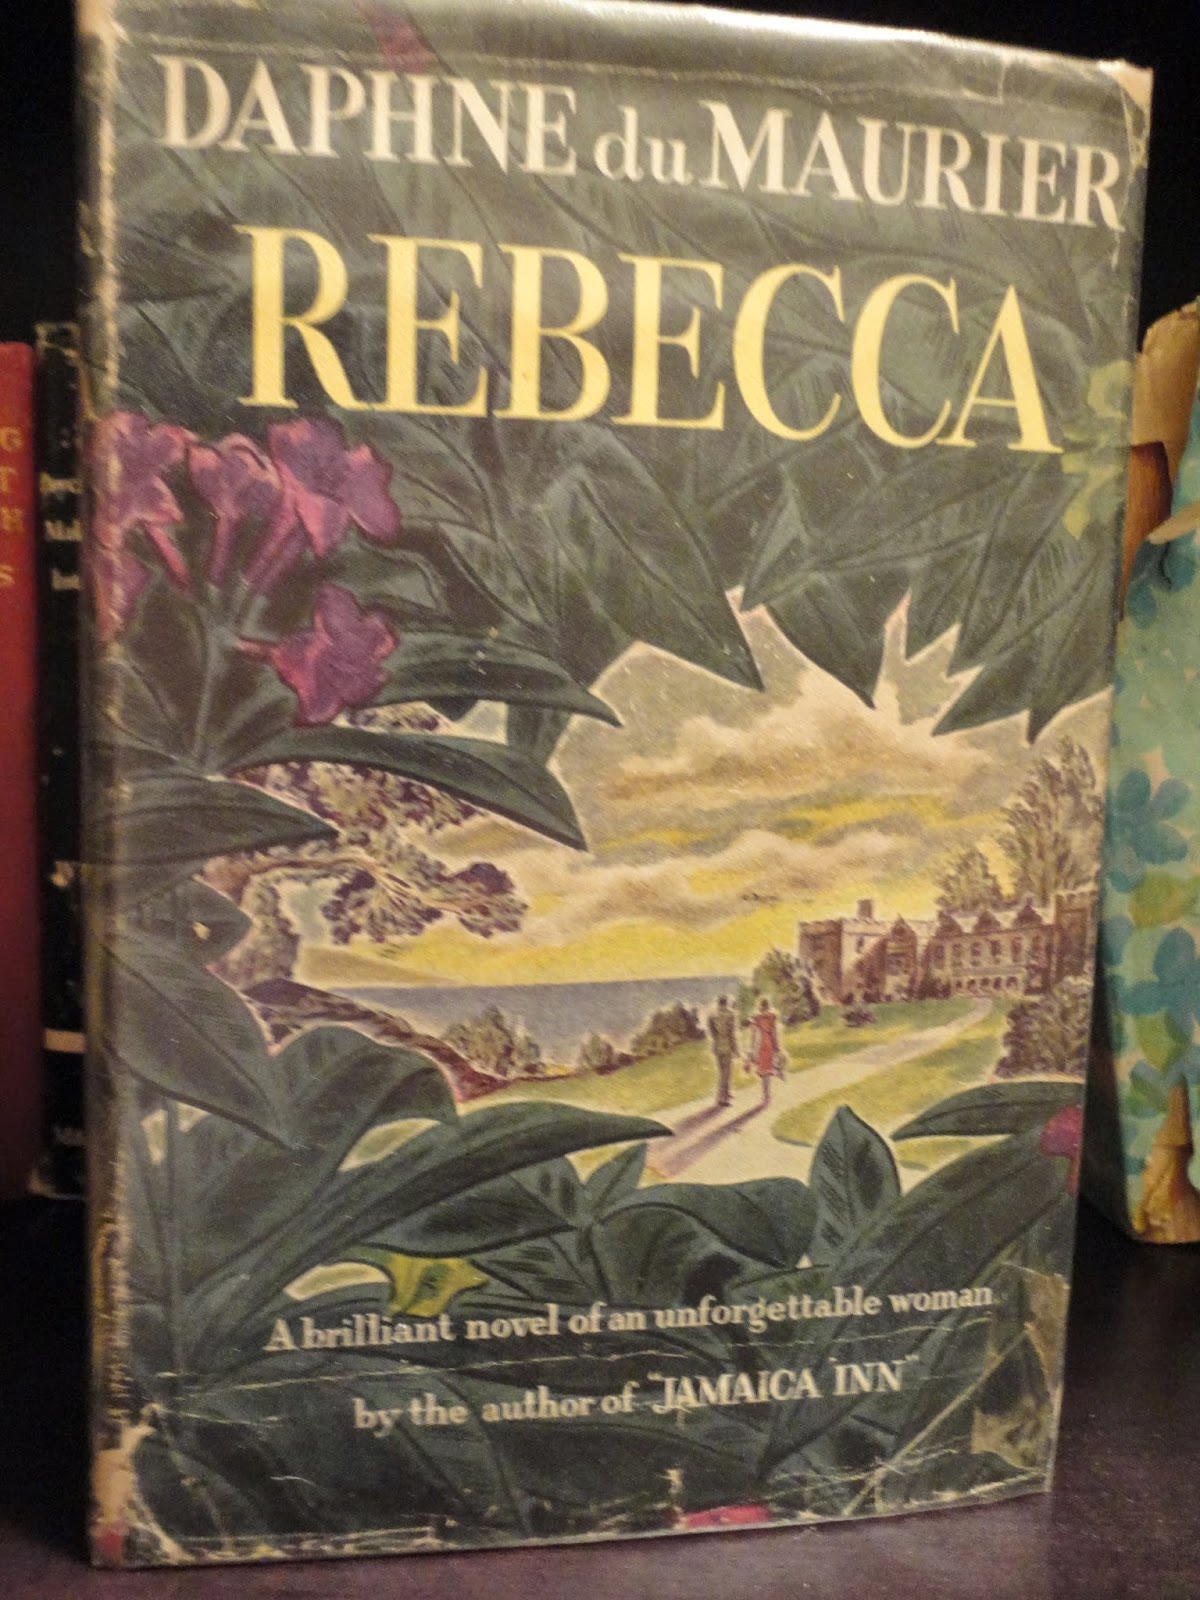 DAPHNE du MAURIER
REBECCA
A brilliant novel of an unforgettable woman
by the author of "JAMAICA INN"